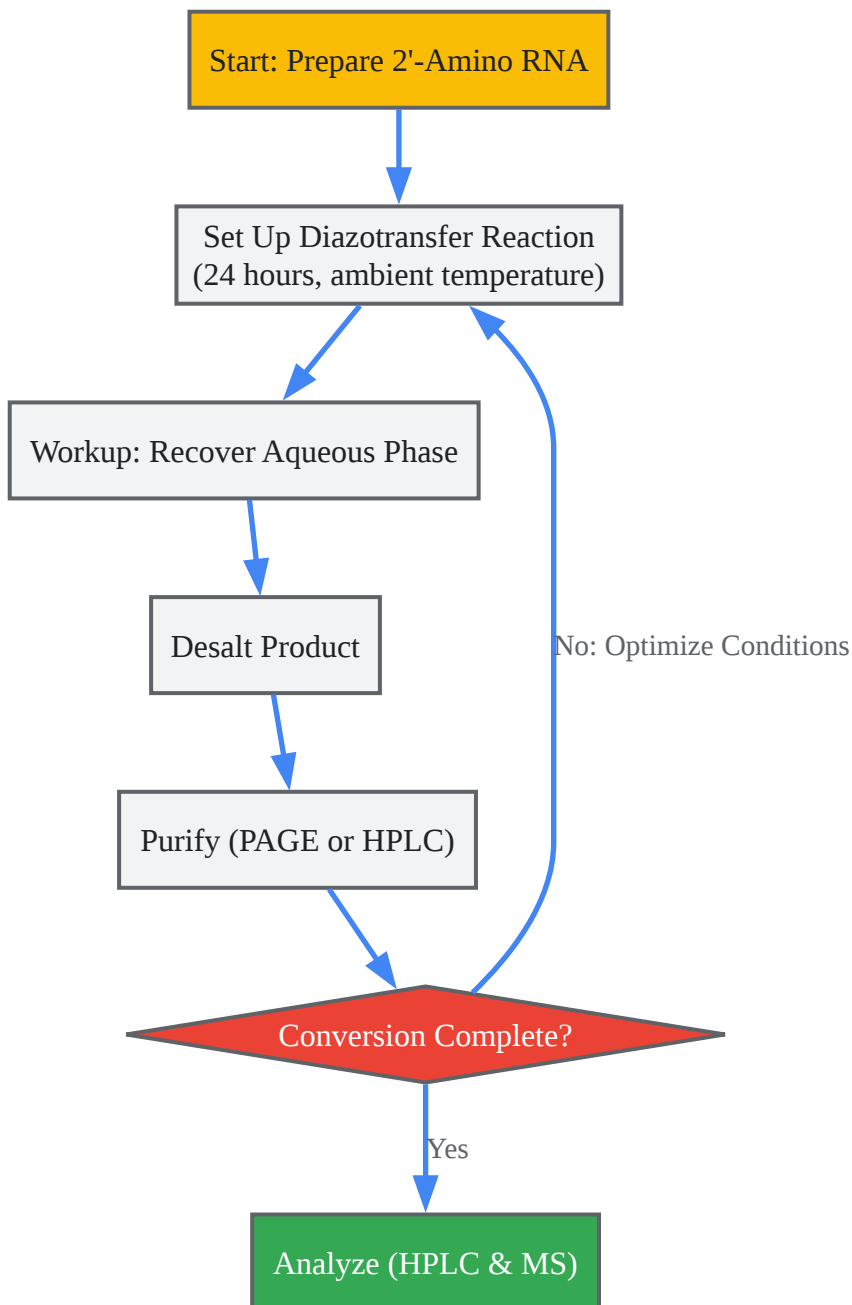 Start: Prepare 2'-Amino RNA
Set Up Diazotransfer Reaction
(24 hours, ambient temperature)
Workup: Recover Aqueous Phase
Desalt Product
No: Optimize Conditions
Purify (PAGE or HPLC)
Conversion Complete?
Yes
Analyze (HPLC & MS)